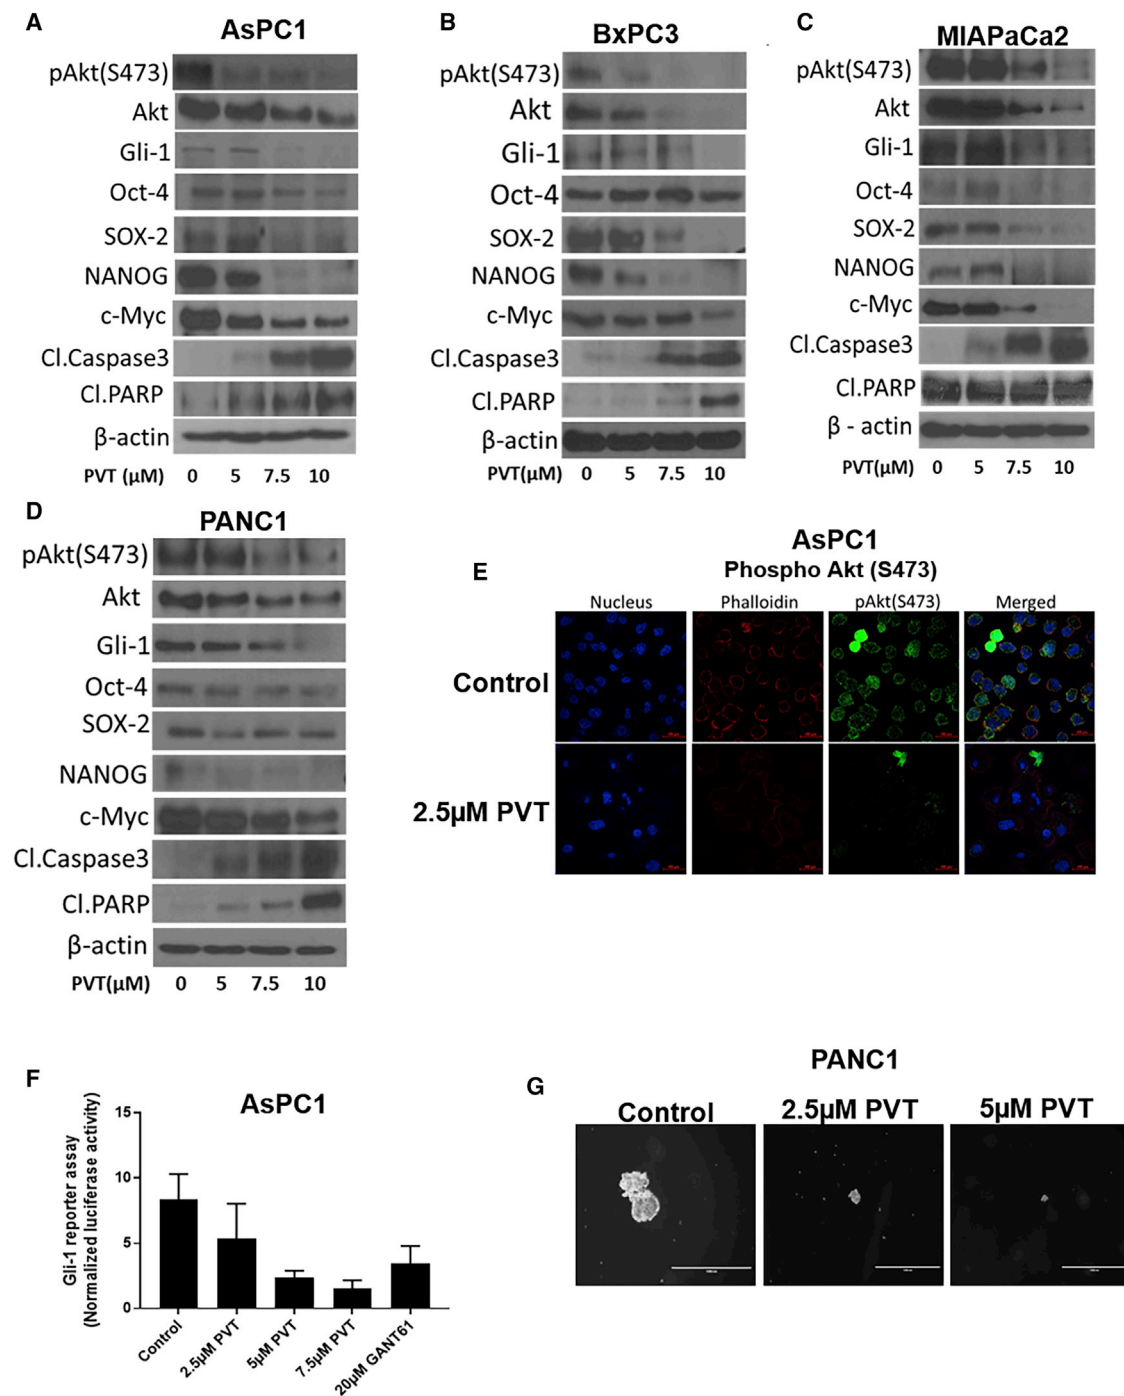 A
AsPC1
pAkt(S473)
Akt
Gli-1
Oct-4
SOX-2
NANOG
c-Myc
Cl.Caspase3
Cl.PARP
β-actin
PVT (μM) 0 5 7.5 10
B
BxPC3
pAkt(S473)
Akt
Gli-1
Oct-4
SOX-2
NANOG
c-Myc
Cl.Caspase3
Cl.PARP
β-actin
PVT(μM) 0 5 7.5 10
C
MIAPaCa2
pAkt(S473)
Akt
Gli-1
Oct-4
SOX-2
NANOG
c-Myc
Cl.Caspase3
Cl.PARP
β - actin
PVT(μM) 0 5 7.5 10
D
PANC1
pAkt(S473)
Akt
Gli-1
Oct-4
SOX-2
NANOG
c-Myc
Cl.Caspase3
Cl.PARP
β-actin
PVT(μM) 0 5 7.5 10
E
AsPC1
Phospho Akt (S473)
Nucleus Phalloidin pAkt(S473) Merged
Control
2.5μM PVT
F
AsPC1
Gli-1 reporter assay
(Normalized luciferase activity)
15
10
5
0
Control
2.5μM PVT
5μM PVT
7.5μM PVT
20μM GANT61
G
PANC1
Control 2.5μM PVT 5μM PVT